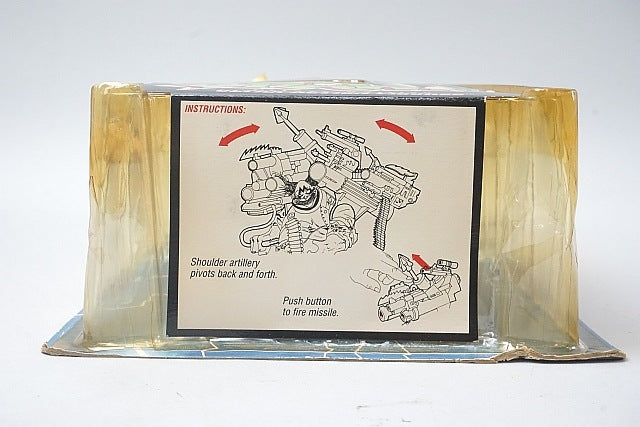 INSTRUCTIONS:
Shoulder artillery
pivots back and forth.
Push button
to fire missile.